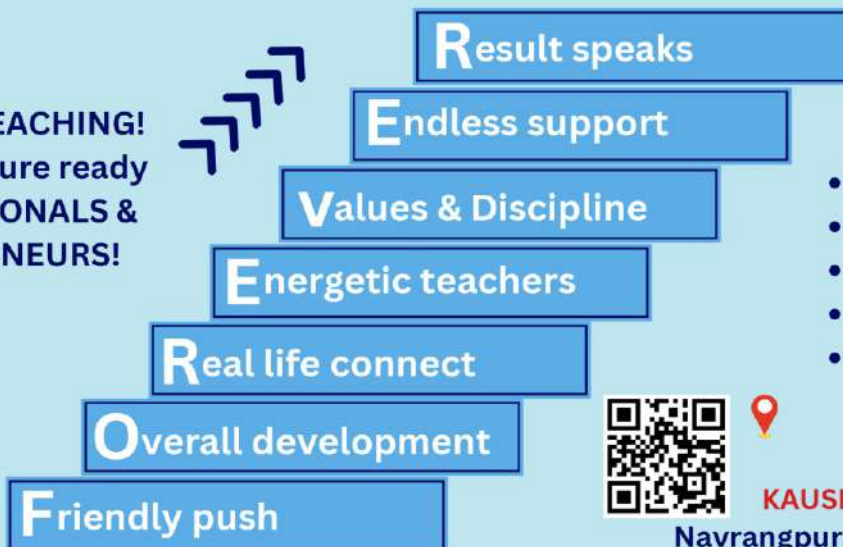 Result speaks
Endless support
Values & Discipline
Energetic teachers
Real life connect
Overall development
Friendly push
EACHING!
ure ready
ONALS &
NEURS!
KAUS
Navrangpur